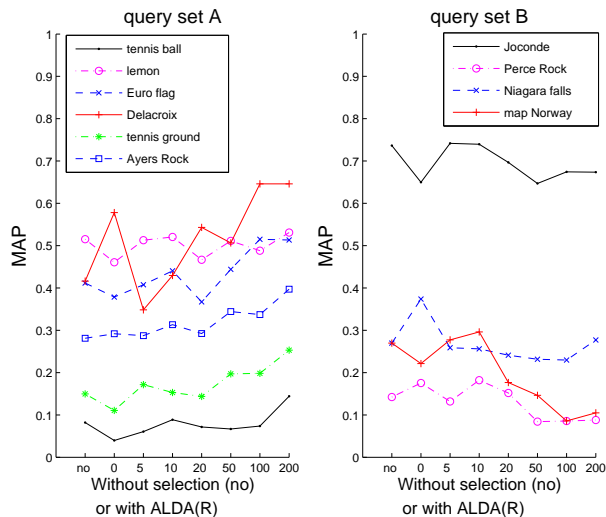 query set A
tennis ball
lemon
Euro flag
Delacroix
tennis ground
Ayers Rock
1
0.9
0.8
0.7
0.6
0.5
0.4
0.3
0.2
0.1
0
MAP
no 0 5 10 20 50 100 200
Without selection (no)
or with ALDA(R)
query set B
Joconde
Perce Rock
Niagara falls
map Norway
1
0.9
0.8
0.7
0.6
0.5
0.4
0.3
0.2
0.1
0
MAP
no 0 5 10 20 50 100 200
Without selection (no)
or with ALDA(R)